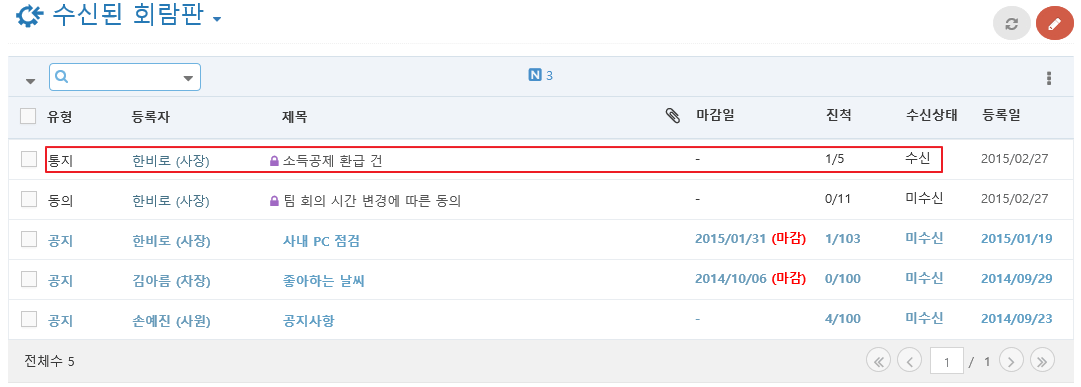 수신된 회람판
N 3
유형 등록자 제목 마감일 진척 수신상태 등록일
통지 한비로 (사장) 소득공제 환급 건 - 1/5 수신 2015/02/27
동의 한비로 (사장) 팀 회의 시간 변경에 따른 동의 - 0/11 미수신 2015/02/27
공지 한비로 (사장) 사내 PC 점검 2015/01/31 (마감) 1/103 미수신 2015/01/19
공지 김아름 (차장) 좋아하는 날씨 2014/10/06 (마감) 0/100 미수신 2014/09/29
공지 손예진 (사원) 공지사항 - 4/100 미수신 2014/09/23
전체수 5 1 / 1